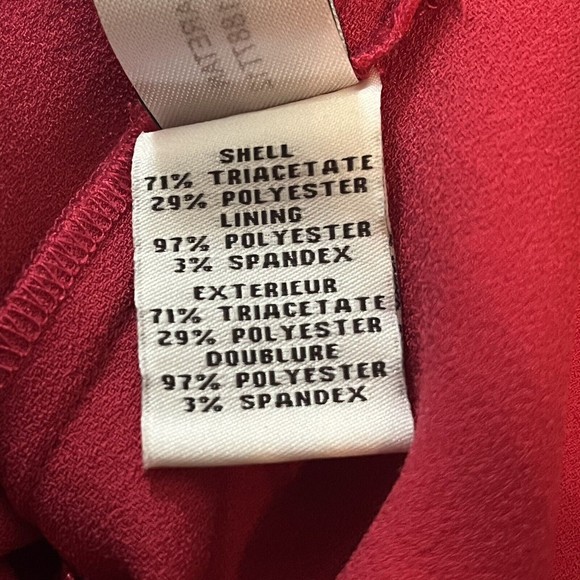 SHELL
71% TRIACETATE
29% POLYESTER
LINING
97% POLYESTER
3% SPANDEX
EXTERIEUR
71% TRIACETATE
29% POLYESTER
DOUBLURE
97% POLYESTER
3% SPANDEX